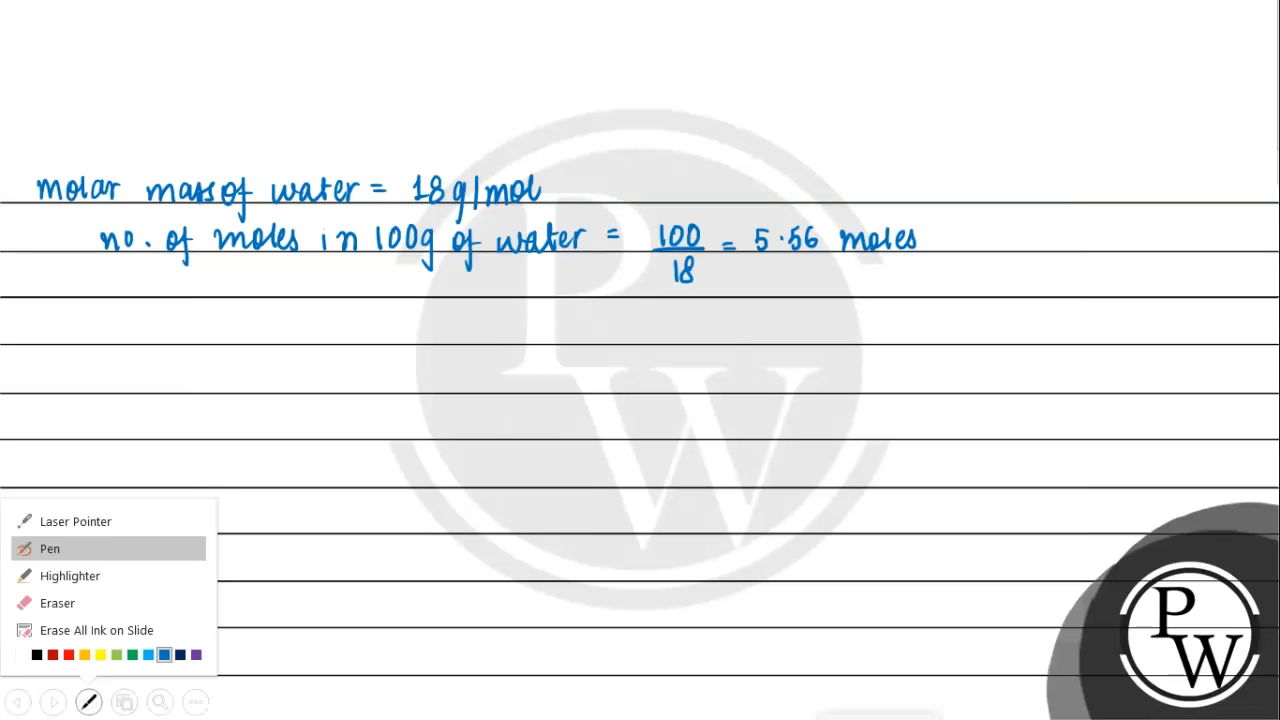 molar mass of water = 18 g/mol
no. of moles in 100g of water = 100/18 = 5.56 moles
P
W
Laser Pointer
Pen
Highlighter
Eraser
Erase All Ink on Slide
P
W